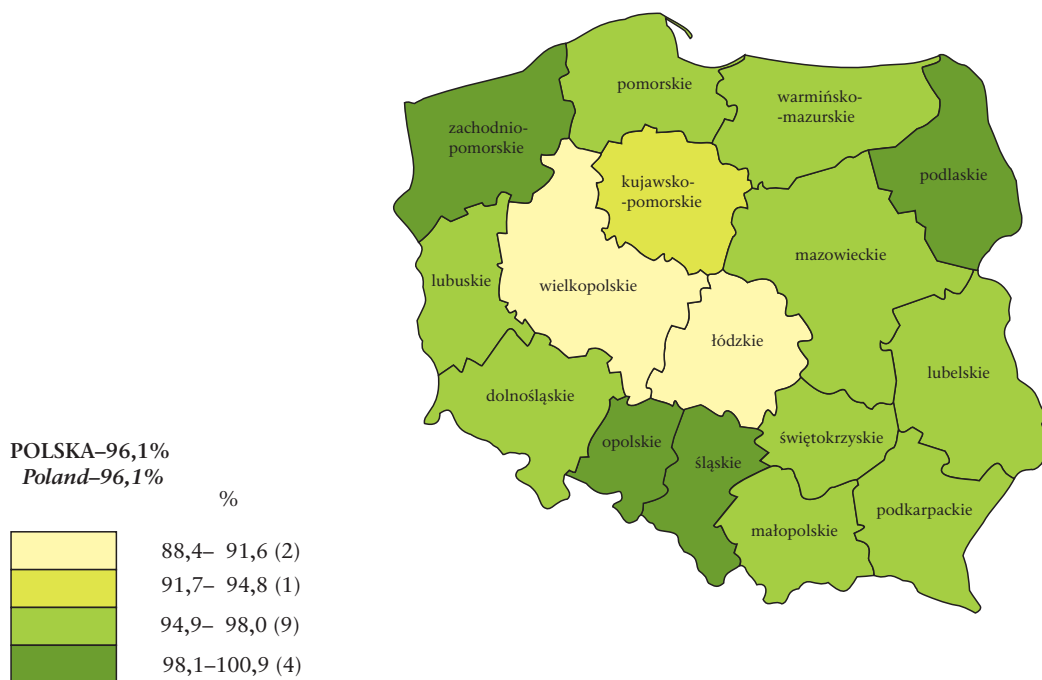 pomorskie
warmińsko-
-mazurskie
zachodnio-
pomorskie
podlaskie
kujawsko-
-pomorskie
mazowieckie
lubuskie
wielkopolskie
łódzkie
lubelskie
dolnośląskie
opolskie
śląskie
świętokrzyskie
podkarpackie
małopolskie
POLSKA–96,1%
Poland–96,1%
%
88,4– 91,6 (2)
91,7– 94,8 (1)
94,9– 98,0 (9)
98,1–100,9 (4)